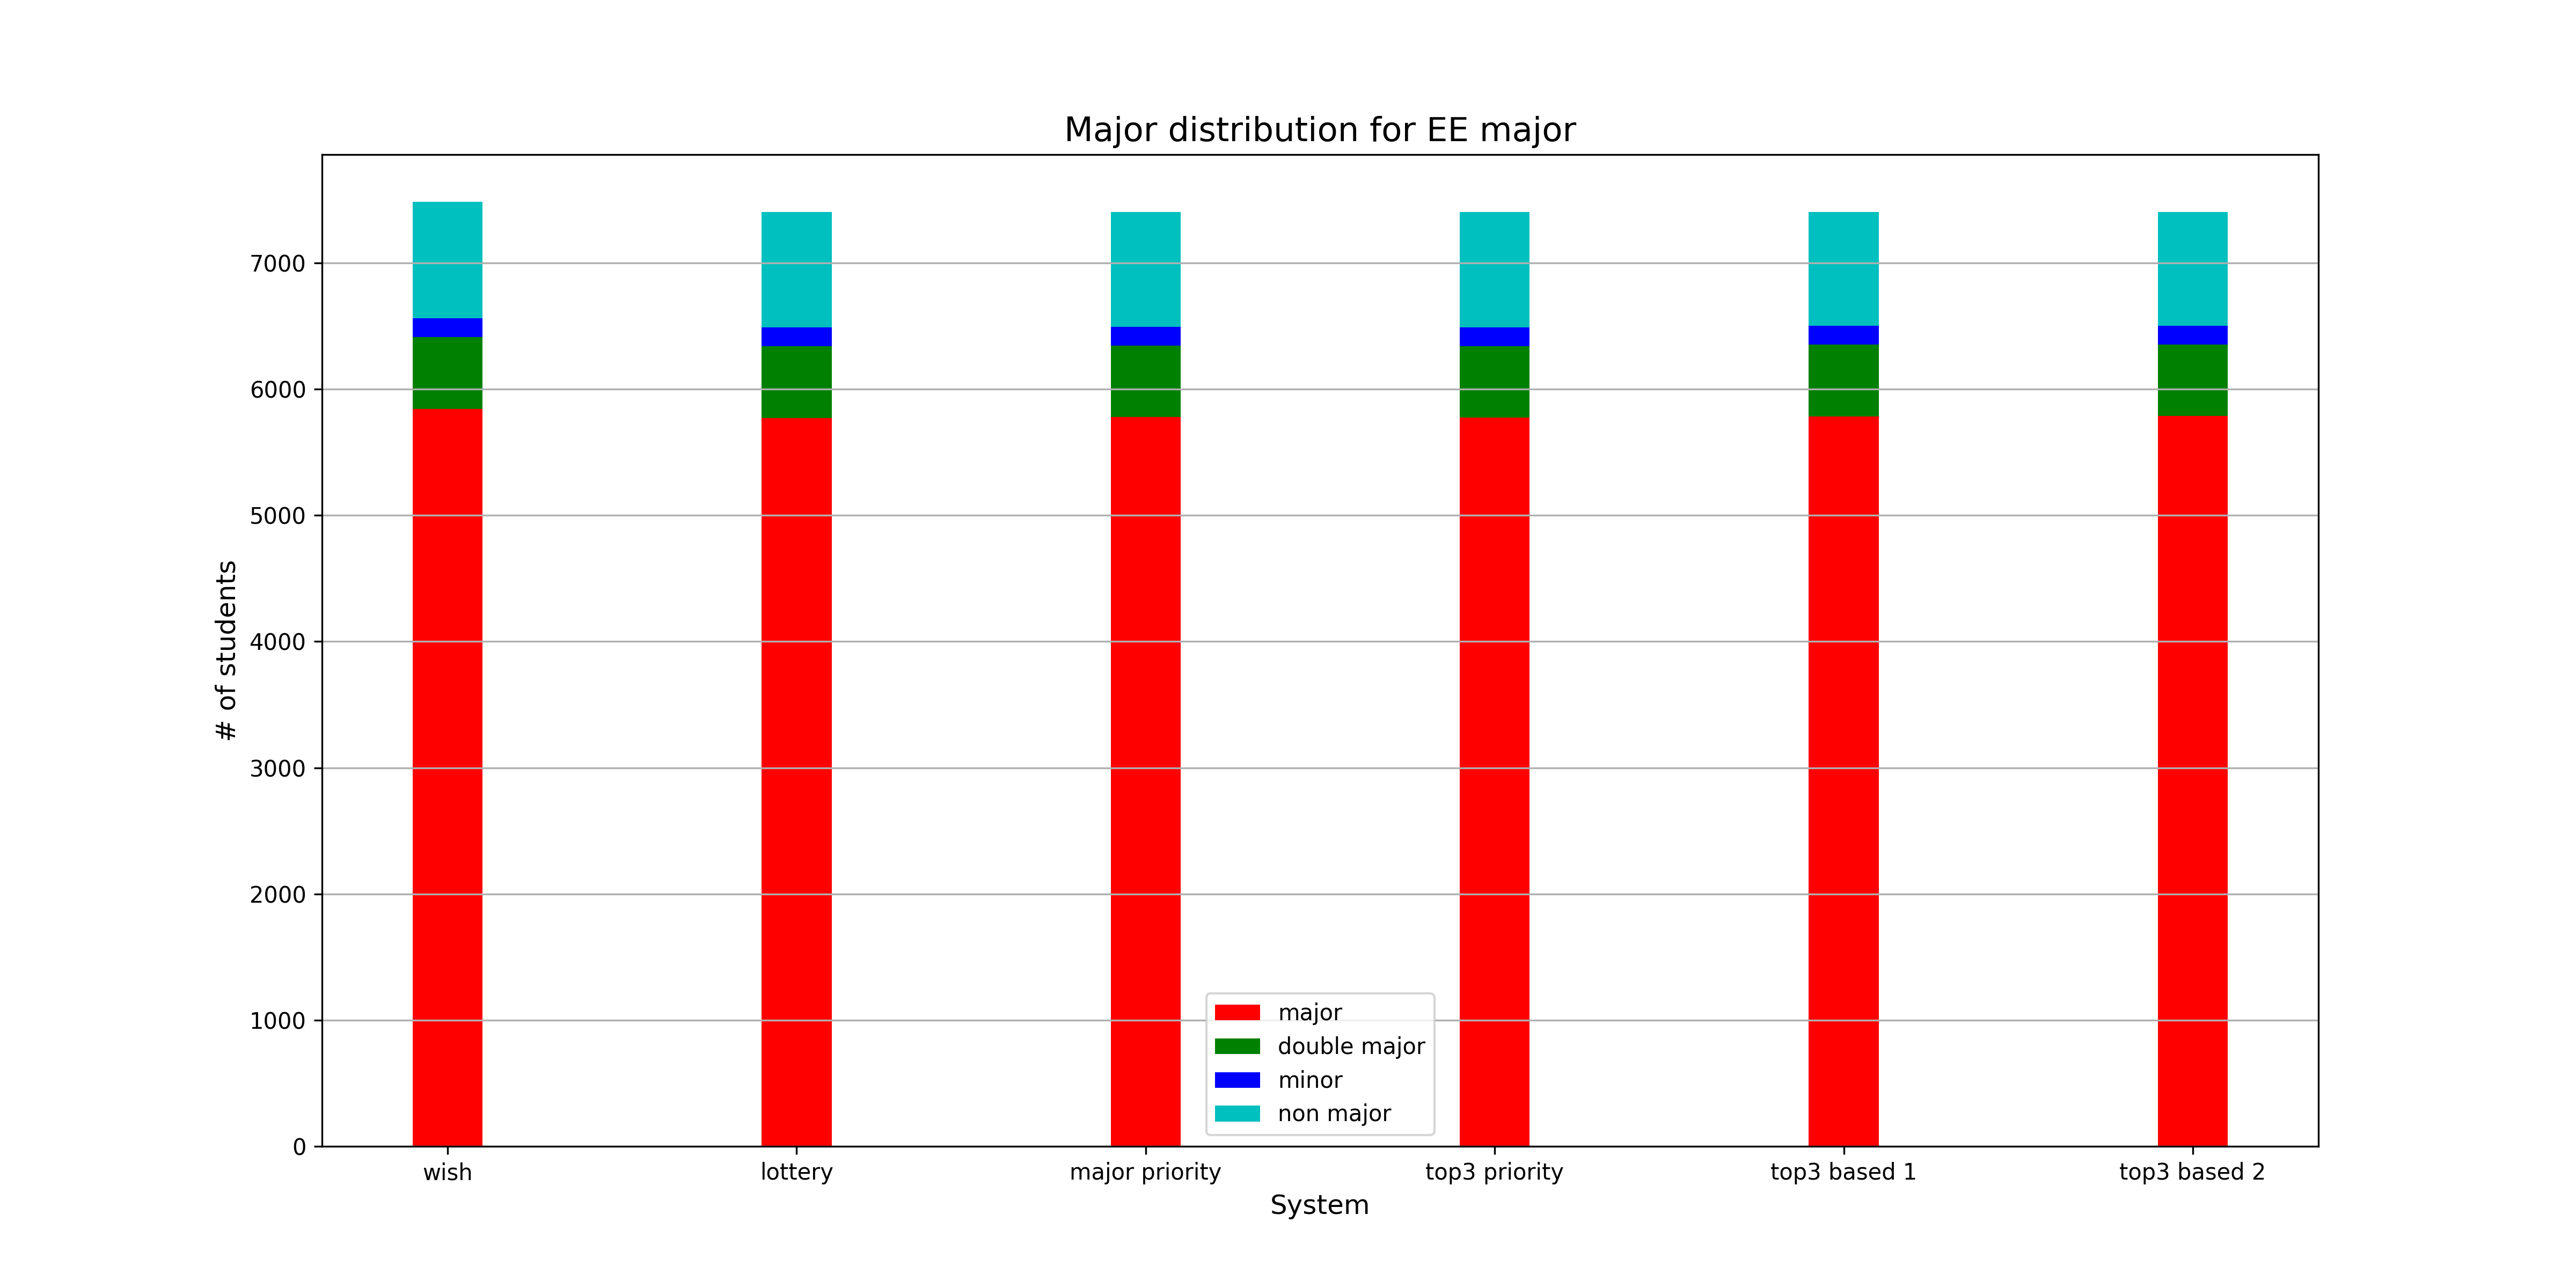 Major distribution for EE major
# of students
7000
6000
5000
4000
3000
2000
1000
0
major
double major
minor
non major
wish
lottery
major priority
top3 priority
top3 based 1
top3 based 2
System